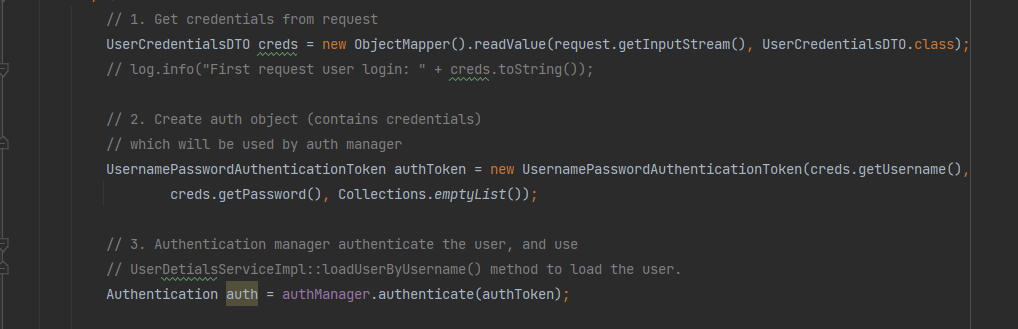 // 1. Get credentials from request
UserCredentialsDTO creds = new ObjectMapper().readValue(request.getInputStream(), UserCredentialsDTO.class);
// log.info("First request user login: " + creds.toString());
// 2. Create auth object (contains credentials)
// which will be used by auth manager
UsernamePasswordAuthenticationToken authToken = new UsernamePasswordAuthenticationToken(creds.getUsername(),
creds.getPassword(), Collections.emptyList());
// 3. Authentication manager authenticate the user, and use
// UserDetialsServiceImpl::loadUserByUsername() method to load the user.
Authentication auth = authManager.authenticate(authToken);